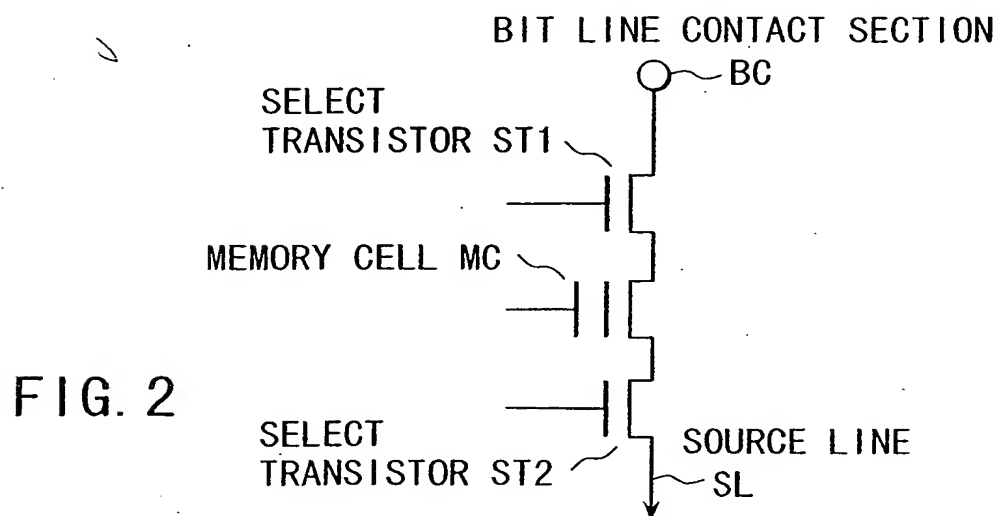 BIT LINE CONTACT SECTION
BC
SELECT
TRANSISTOR ST1
MEMORY CELL MC
FIG. 2
SELECT
TRANSISTOR ST2
SOURCE LINE
SL